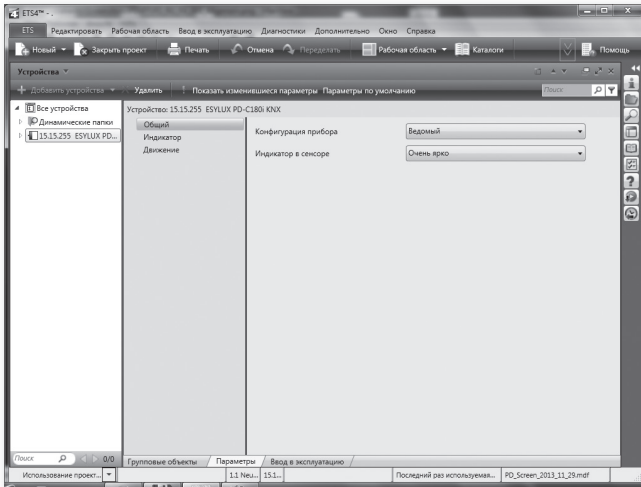 ETS4™ - .
ETS Редактировать Рабочая область Ввод в эксплуатацию Диагностики Дополнительно Окно Справка
Новый Закрыть проект Печать Отмена Переделать Рабочая область Каталоги Помощь
Устройства
Добавить устройства Удалить Показать изменившиеся параметры Параметры по умолчанию Поиск
Все устройства
Динамические папки
15.15.255 ESYLUX PD...
Устройство: 15.15.255 ESYLUX PD-C180i KNX
Общий
Индикатор
Движение
Конфигурация прибора Ведомый
Индикатор в сенсоре Очень ярко
Поиск 0/0
Групповые объекты Параметры Ввод в эксплуатацию
Использование проект... 1.1 Neu... 15.1... Последний раз используемая... PD_Screen_2013_11_29.mdf